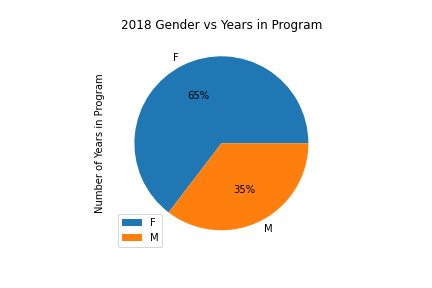 2018 Gender vs Years in Program
F
65%
Number of Years in Program
35%
M
F
M